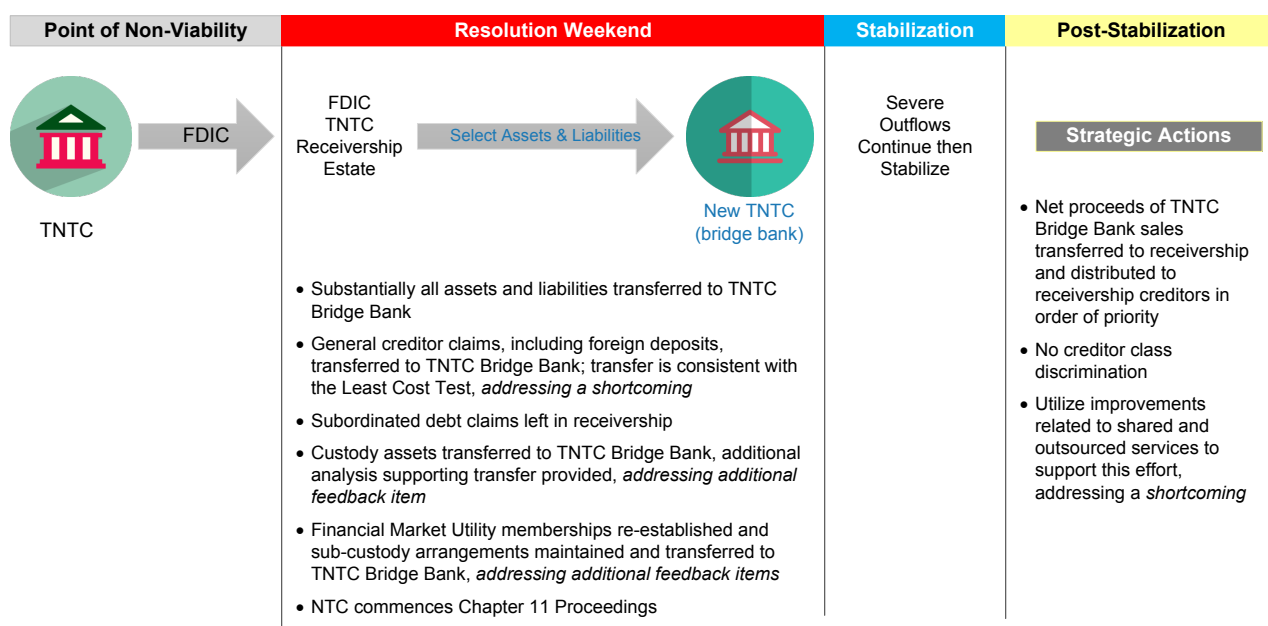 Point of Non-Viability
Resolution Weekend
Stabilization
Post-Stabilization
TNTC
FDIC
FDIC
TNTC
Receivership
Estate
Select Assets & Liabilities
New TNTC
(bridge bank)
• Substantially all assets and liabilities transferred to TNTC
Bridge Bank
• General creditor claims, including foreign deposits,
transferred to TNTC Bridge Bank; transfer is consistent with
the Least Cost Test, addressing a shortcoming
• Subordinated debt claims left in receivership
• Custody assets transferred to TNTC Bridge Bank, additional
analysis supporting transfer provided, addressing additional
feedback item
• Financial Market Utility memberships re-established and
sub-custody arrangements maintained and transferred to
TNTC Bridge Bank, addressing additional feedback items
• NTC commences Chapter 11 Proceedings
Severe
Outflows
Continue then
Stabilize
Strategic Actions
• Net proceeds of TNTC
Bridge Bank sales
transferred to receivership
and distributed to
receivership creditors in
order of priority
• No creditor class
discrimination
• Utilize improvements
related to shared and
outsourced services to
support this effort,
addressing a shortcoming